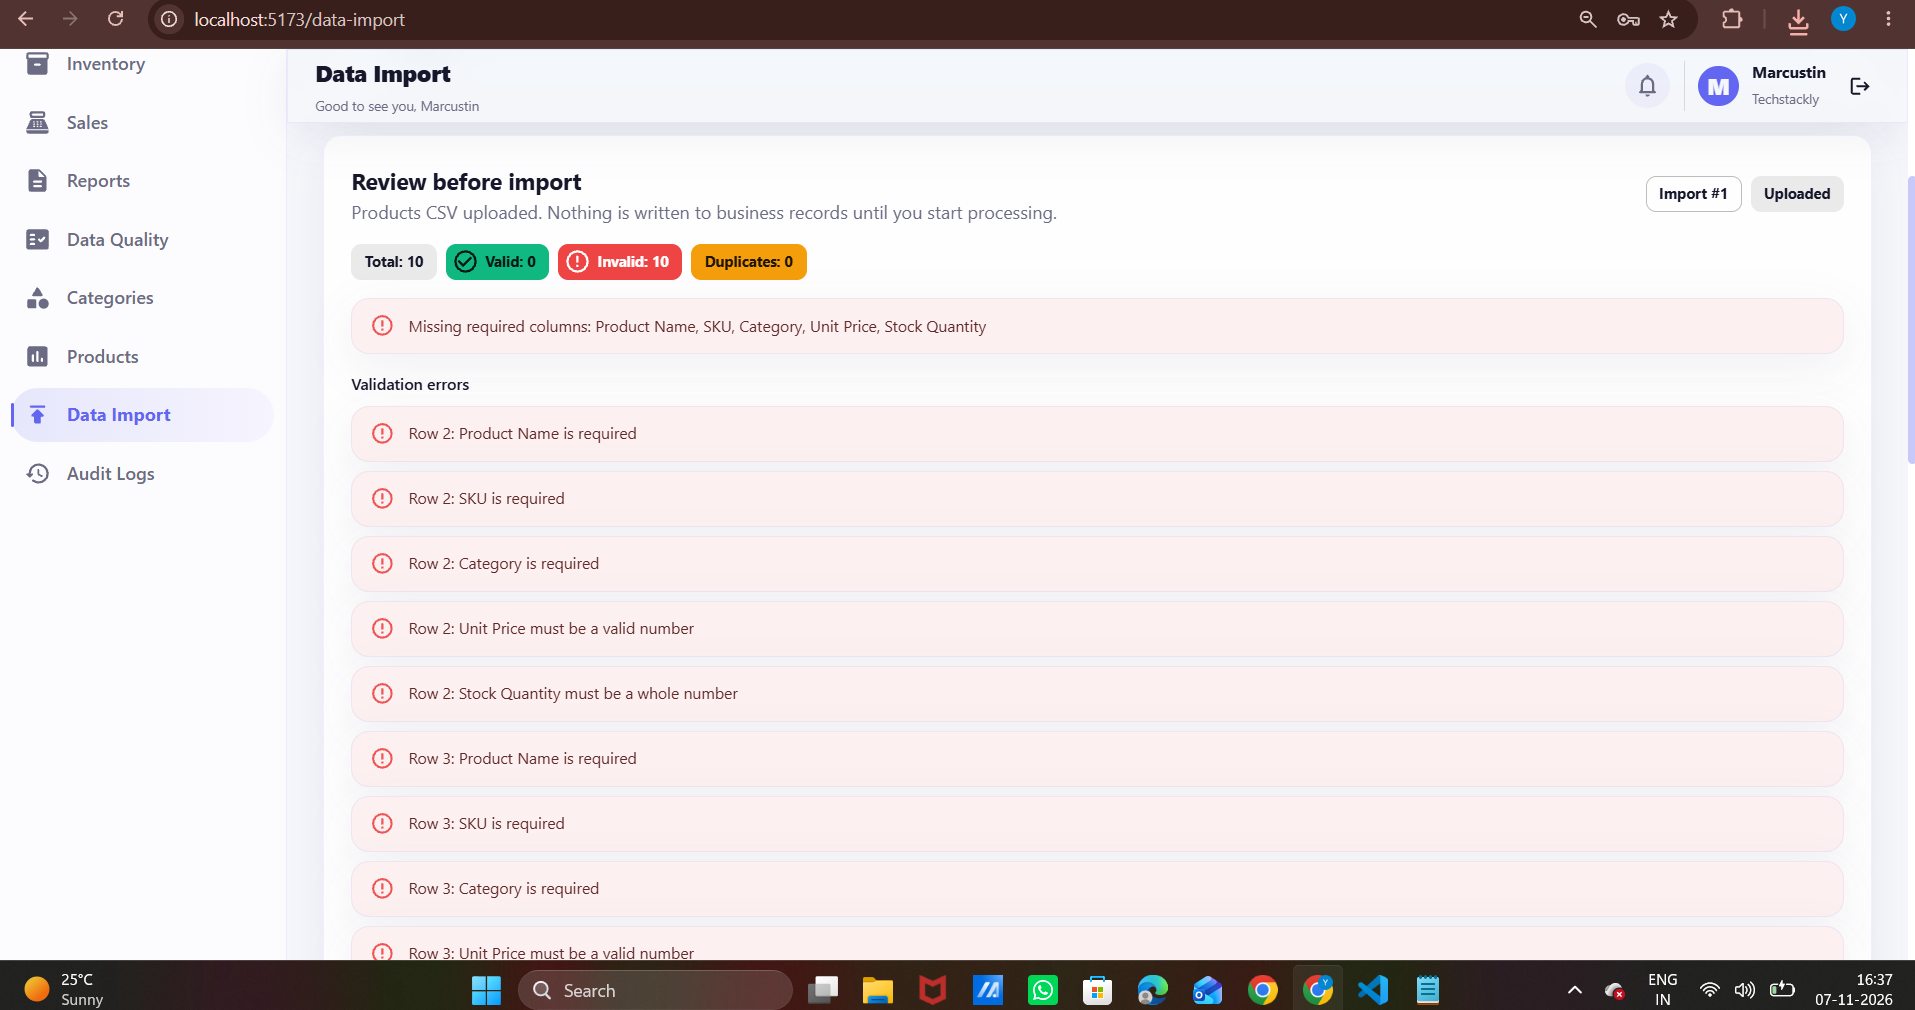 localhost:5173/data-import
Y
Inventory
Sales
Reports
Data Quality
Categories
Products
Data Import
Audit Logs
Data Import
Good to see you, Marcustin
M
Marcustin
Techstackly
Review before import
Products CSV uploaded. Nothing is written to business records until you start processing.
Import #1
Uploaded
Total: 10
Valid: 0
Invalid: 10
Duplicates: 0
Missing required columns: Product Name, SKU, Category, Unit Price, Stock Quantity
Validation errors
Row 2: Product Name is required
Row 2: SKU is required
Row 2: Category is required
Row 2: Unit Price must be a valid number
Row 2: Stock Quantity must be a whole number
Row 3: Product Name is required
Row 3: SKU is required
Row 3: Category is required
Row 3: Unit Price must be a valid number
25°C
Sunny
Search
ENG
IN
16:37
07-11-2026